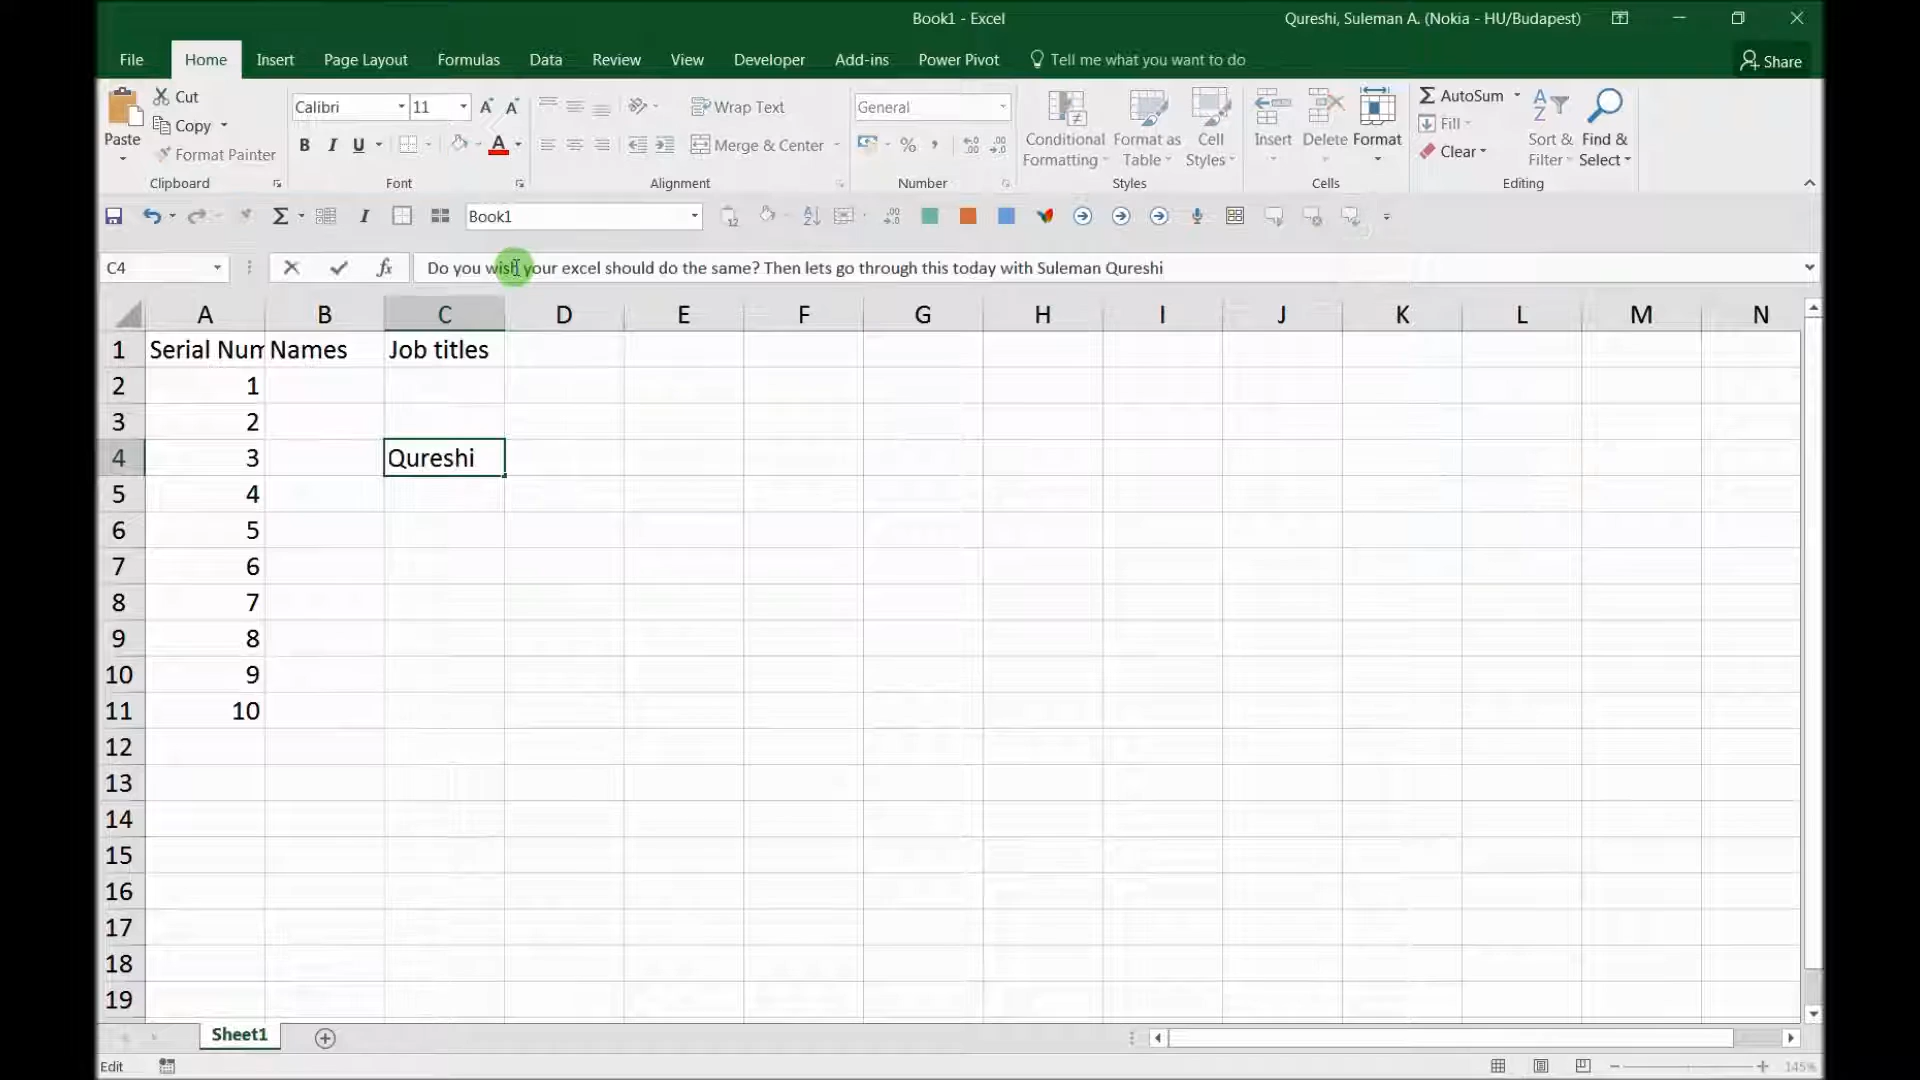 Book1 - Excel
Qureshi, Suleman A. (Nokia - HU/Budapest)
File Home Insert Page Layout Formulas Data Review View Developer Add-ins Power Pivot Tell me what you want to do Share
Paste
Cut
Copy
Format Painter
Clipboard
Calibri 11
B I U A
Font
Wrap Text
Merge & Center
Alignment
General
%
Number
Conditional Formatting
Format as Table
Cell Styles
Styles
Insert
Delete
Format
Cells
AutoSum
Fill
Clear
Sort & Filter
Find & Select
Editing
Book1
C4
fx
Do you wish your excel should do the same? Then lets go through this today with Suleman Qureshi
A B C D E F G H I J K L M N
1 Serial Num Names Job titles
2 1
3 2
4 3 Qureshi
5 4
6 5
7 6
8 7
9 8
10 9
11 10
12
13
14
15
16
17
18
19
Sheet1
Edit
145%